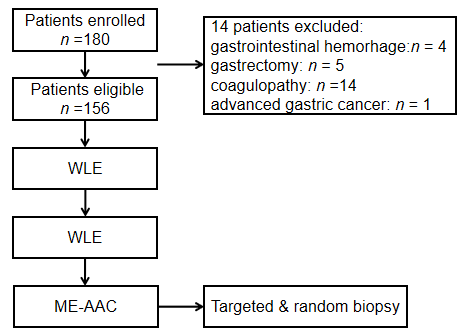 Patients enrolled
n =180
14 patients excluded:
gastrointestinal hemorrhage:n = 4
gastrectomy: n = 5
coagulopathy: n =14
advanced gastric cancer: n = 1
Patients eligible
n=156
WLE
WLE
ME-AAC
Targeted & random biopsy